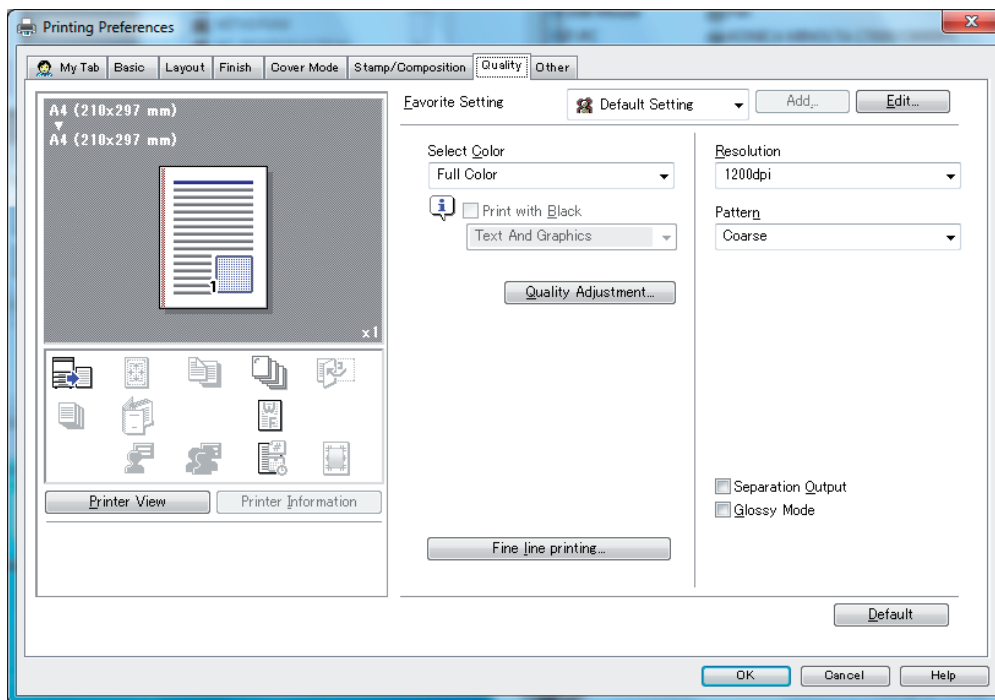 Printing Preferences
My Tab Basic Layout Finish Cover Mode Stamp/Composition Quality Other
A4 (210x297 mm)
A4 (210x297 mm)
1
x1
Printer View Printer Information
Favorite Setting Default Setting Add... Edit...
Select Color
Full Color
Print with Black
Text And Graphics
Quality Adjustment...
Fine line printing...
Resolution
1200dpi
Pattern
Coarse
Separation Output
Glossy Mode
Default
OK Cancel Help